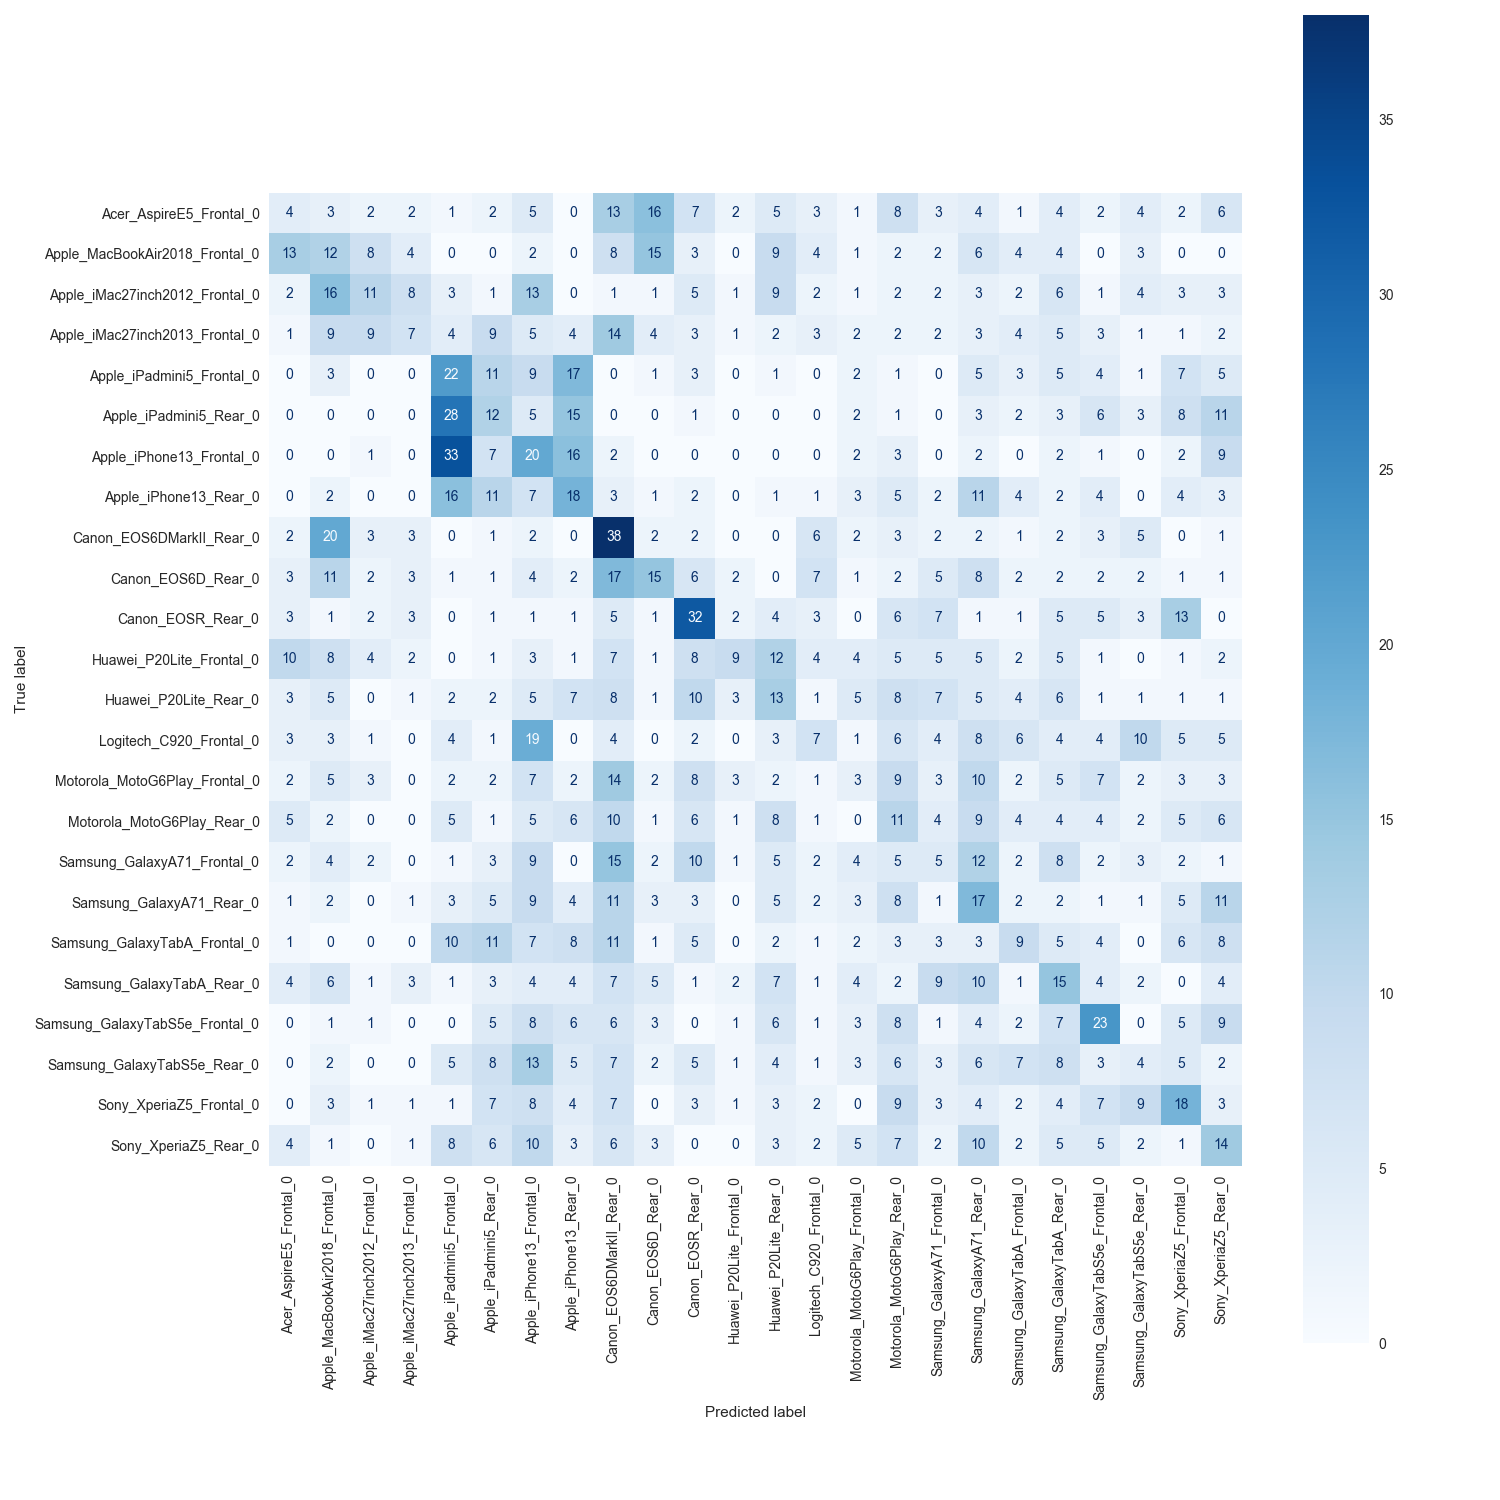 35
Acer_AspireE5_Frontal_0 4 3 2 2 1 2 5 0 13 16 7 2 5 3 1 8 3 4 1 4 2 4 2 6
Apple_MacBookAir2018_Frontal_0 13 12 8 4 0 0 2 0 8 15 3 0 9 4 1 2 2 6 4 4 0 3 0 0
Apple_iMac27inch2012_Frontal_0 2 16 11 8 3 1 13 0 1 1 5 1 9 2 1 2 2 3 2 6 1 4 3 3
30
Apple_iMac27inch2013_Frontal_0 1 9 9 7 4 9 5 4 14 4 3 1 2 3 2 2 2 3 4 5 3 1 1 2
Apple_iPadmini5_Frontal_0 0 3 0 0 22 11 9 17 0 1 3 0 1 0 2 1 0 5 3 5 4 1 7 5
Apple_iPadmini5_Rear_0 0 0 0 0 28 12 5 15 0 0 1 0 0 0 2 1 0 3 2 3 6 3 8 11
Apple_iPhone13_Frontal_0 0 0 1 0 33 7 20 16 2 0 0 0 0 0 2 3 0 2 0 2 1 0 2 9
25
Apple_iPhone13_Rear_0 0 2 0 0 16 11 7 18 3 1 2 0 1 1 3 5 2 11 4 2 4 0 4 3
Canon_EOS6DMarkII_Rear_0 2 20 3 3 0 1 2 0 38 2 2 0 0 6 2 3 2 2 1 2 3 5 0 1
Canon_EOS6D_Rear_0 3 11 2 3 1 1 4 2 17 15 6 2 0 7 1 2 5 8 2 2 2 2 1 1
Canon_EOSR_Rear_0 3 1 2 3 0 1 1 1 5 1 32 2 4 3 0 6 7 1 1 5 5 3 13 0
20
Huawei_P20Lite_Frontal_0 10 8 4 2 0 1 3 1 7 1 8 9 12 4 4 5 5 5 2 5 1 0 1 2
True label
Huawei_P20Lite_Rear_0 3 5 0 1 2 2 5 7 8 1 10 3 13 1 5 8 7 5 4 6 1 1 1 1
Logitech_C920_Frontal_0 3 3 1 0 4 1 19 0 4 0 2 0 3 7 1 6 4 8 6 4 4 10 5 5
Motorola_MotoG6Play_Frontal_0 2 5 3 0 2 2 7 2 14 2 8 3 2 1 3 9 3 10 2 5 7 2 3 3
15
Motorola_MotoG6Play_Rear_0 5 2 0 0 5 1 5 6 10 1 6 1 8 1 0 11 4 9 4 4 4 2 5 6
Samsung_GalaxyA71_Frontal_0 2 4 2 0 1 3 9 0 15 2 10 1 5 2 4 5 5 12 2 8 2 3 2 1
Samsung_GalaxyA71_Rear_0 1 2 0 1 3 5 9 4 11 3 3 0 5 2 3 8 1 17 2 2 1 1 5 11
Samsung_GalaxyTabA_Frontal_0 1 0 0 0 10 11 7 8 11 1 5 0 2 1 2 3 3 3 9 5 4 0 6 8
Samsung_GalaxyTabA_Rear_0 4 6 1 3 1 3 4 4 7 5 1 2 7 1 4 2 9 10 1 15 4 2 0 4
10
Samsung_GalaxyTabS5e_Frontal_0 0 1 1 0 0 5 8 6 6 3 0 1 6 1 3 8 1 4 2 7 23 0 5 9
Samsung_GalaxyTabS5e_Rear_0 0 2 0 0 5 8 13 5 7 2 5 1 4 1 3 6 3 6 7 8 3 4 5 2
Sony_XperiaZ5_Frontal_0 0 3 1 1 1 7 8 4 7 0 3 1 3 2 0 9 3 4 2 4 7 9 18 3
Sony_XperiaZ5_Rear_0 4 1 0 1 8 6 10 3 6 3 0 0 3 2 5 7 2 10 2 5 5 2 1 14
5
0
Acer_AspireE5_Frontal_0
Apple_MacBookAir2018_Frontal_0
Apple_iMac27inch2012_Frontal_0
Apple_iMac27inch2013_Frontal_0
Apple_iPadmini5_Frontal_0
Apple_iPadmini5_Rear_0
Apple_iPhone13_Frontal_0
Apple_iPhone13_Rear_0
Canon_EOS6DMarkII_Rear_0
Canon_EOS6D_Rear_0
Canon_EOSR_Rear_0
Huawei_P20Lite_Frontal_0
Huawei_P20Lite_Rear_0
Logitech_C920_Frontal_0
Motorola_MotoG6Play_Frontal_0
Motorola_MotoG6Play_Rear_0
Samsung_GalaxyA71_Frontal_0
Samsung_GalaxyA71_Rear_0
Samsung_GalaxyTabA_Frontal_0
Samsung_GalaxyTabA_Rear_0
Samsung_GalaxyTabS5e_Frontal_0
Samsung_GalaxyTabS5e_Rear_0
Sony_XperiaZ5_Frontal_0
Sony_XperiaZ5_Rear_0
Predicted label